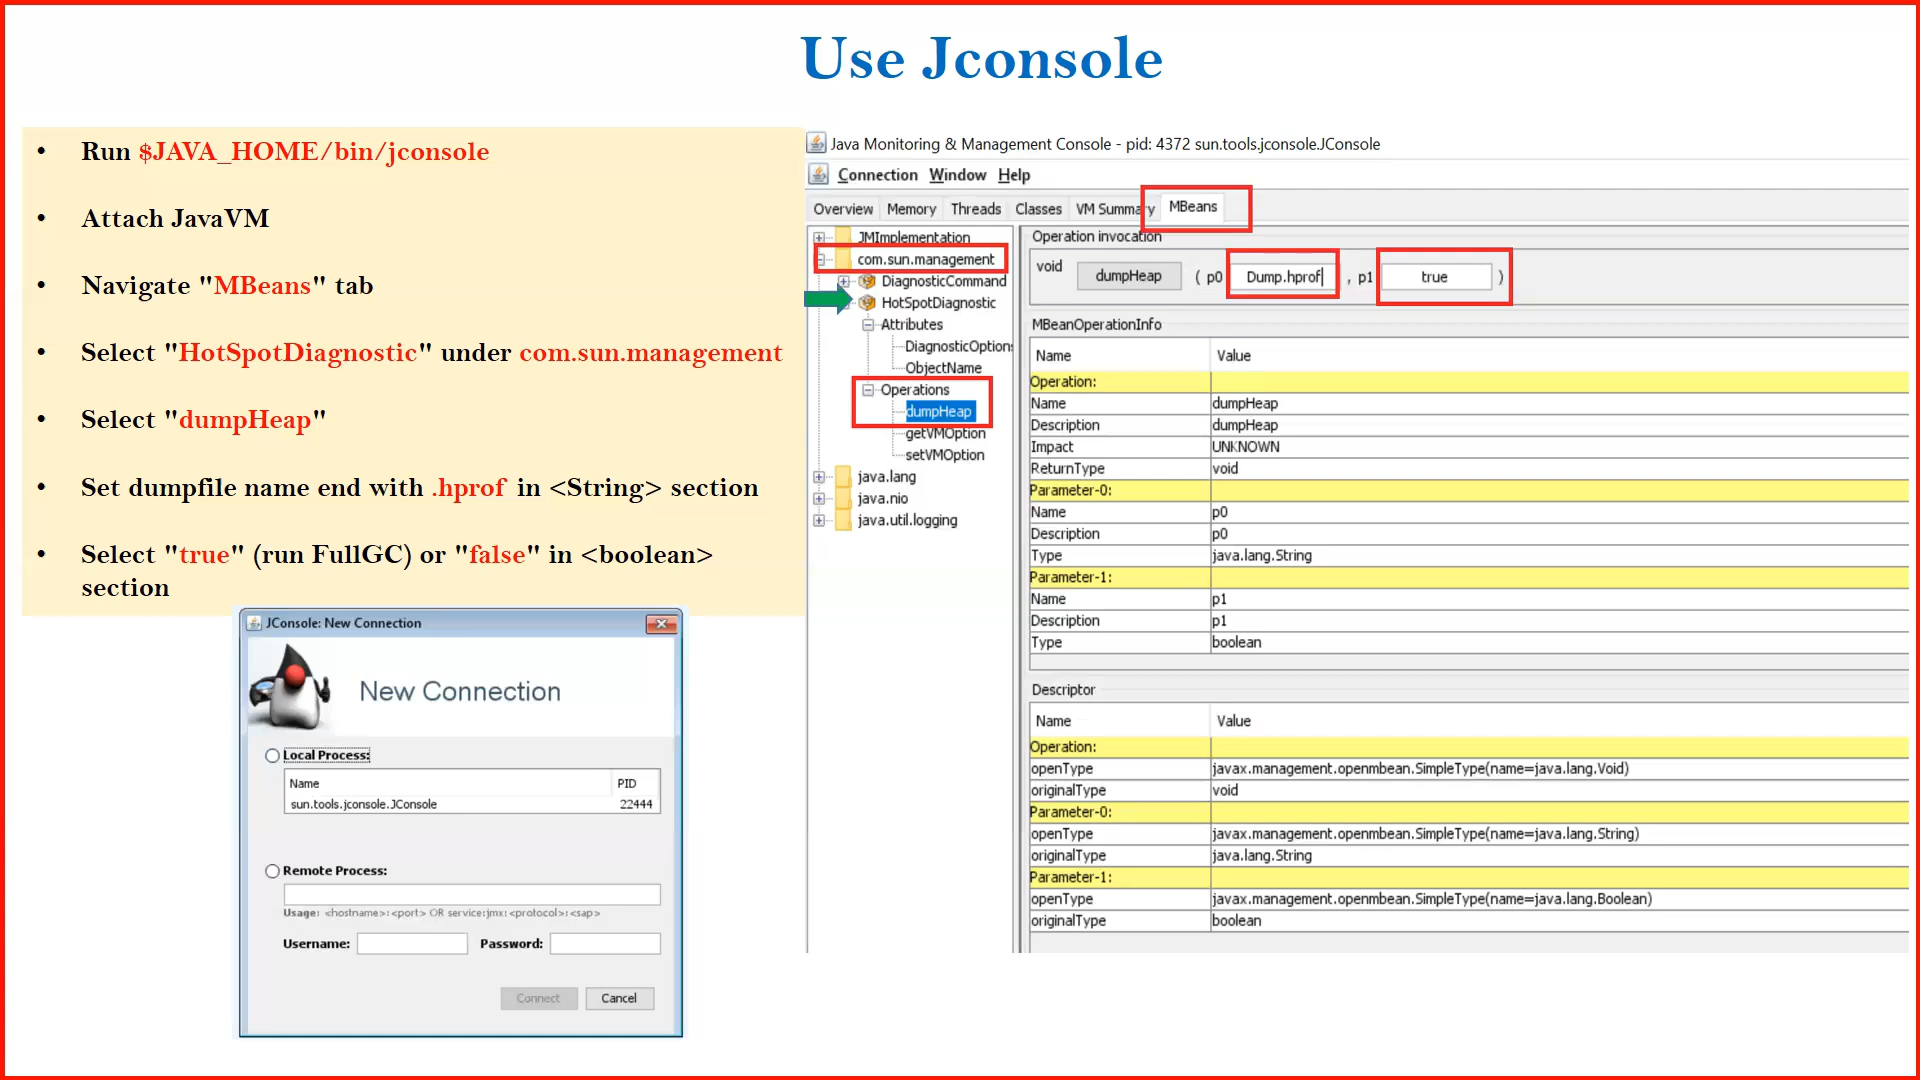 Use Jconsole
• Run $JAVA_HOME/bin/jconsole
• Attach JavaVM
• Navigate "MBeans" tab
• Select "HotSpotDiagnostic" under com.sun.management
• Select "dumpHeap"
• Set dumpfile name end with .hprof in <String> section
• Select "true" (run FullGC) or "false" in <boolean>
section
JConsole: New Connection
New Connection
Local Process:
Name PID
sun.tools.jconsole.JConsole 22444
Remote Process:
Usage: <hostname>:<port> OR service:jmx:<protocol>:<sap>
Username: Password:
Connect Cancel
Java Monitoring & Management Console - pid: 4372 sun.tools.jconsole.JConsole
Connection Window Help
Overview Memory Threads Classes VM Summary MBeans
JMImplementation
com.sun.management
DiagnosticCommand
HotSpotDiagnostic
Attributes
DiagnosticOptions
ObjectName
Operations
dumpHeap
getVMOption
setVMOption
java.lang
java.nio
java.util.logging
Operation invocation
void dumpHeap ( p0 Dump.hprof , p1 true )
MBeanOperationInfo
Name Value
Operation:
Name dumpHeap
Description dumpHeap
Impact UNKNOWN
ReturnType void
Parameter-0:
Name p0
Description p0
Type java.lang.String
Parameter-1:
Name p1
Description p1
Type boolean
Descriptor
Name Value
Operation:
openType javax.management.openmbean.SimpleType(name=java.lang.Void)
originalType void
Parameter-0:
openType javax.management.openmbean.SimpleType(name=java.lang.String)
originalType java.lang.String
Parameter-1:
openType javax.management.openmbean.SimpleType(name=java.lang.Boolean)
originalType boolean